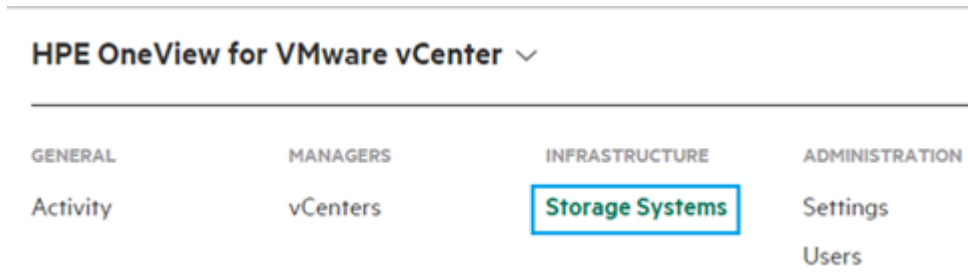 HPE OneView for VMware vCenter
GENERAL MANAGERS INFRASTRUCTURE ADMINISTRATION
Activity vCenters Storage Systems Settings
Users